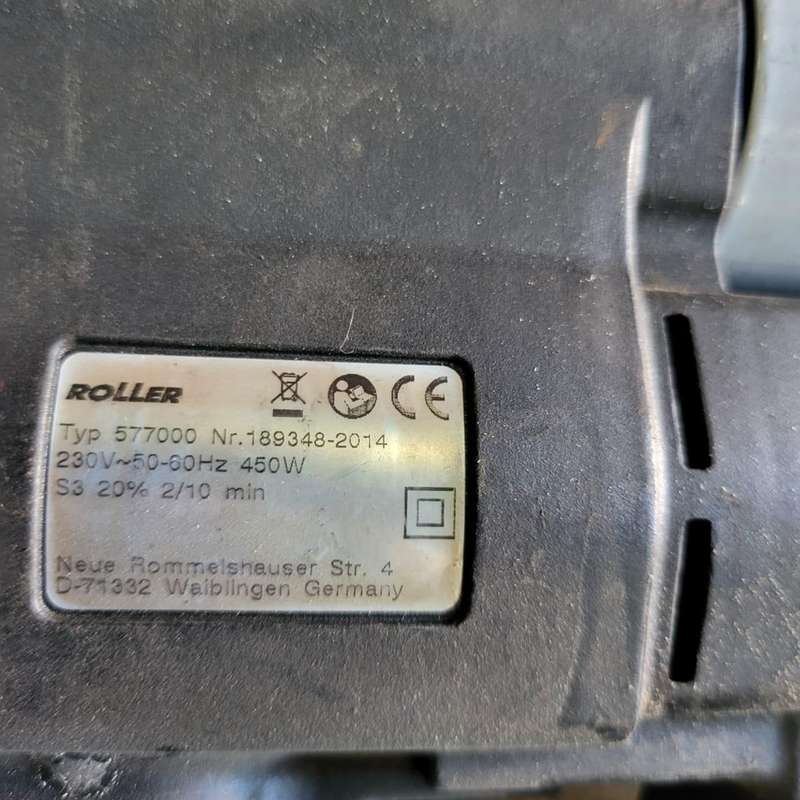 ROLLER
CE
Typ 577000 Nr.189348-2014
230V~50-60Hz 450W
S3 20% 2/10 min
Neue Rommelshauser Str. 4
D-71332 Waiblingen Germany